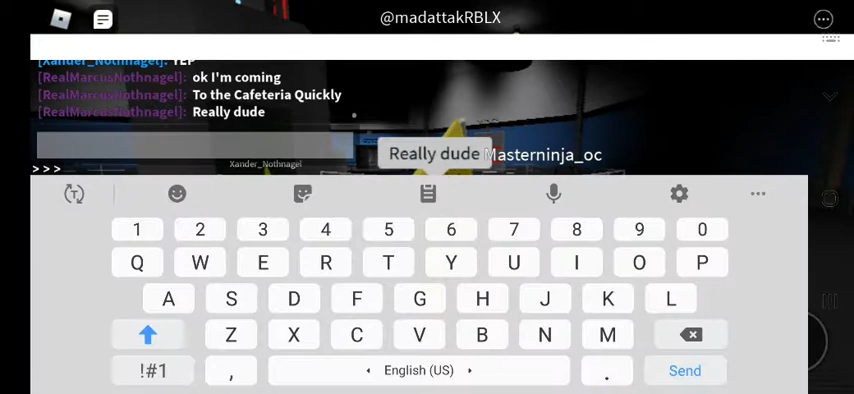 @madattakRBLX
[Xander_Nothnagel]: YEP
[RealMarcusNothnagel]: ok I'm coming
[RealMarcusNothnagel]: To the Cafeteria Quickly
[RealMarcusNothnagel]: Really dude
Really dude
Masterninja_oc
Xander_Nothnagel
> > >
T
1 2 3 4 5 6 7 8 9 0
Q W E R T Y U I O P
A S D F G H J K L
Z X C V B N M
!#1 , English (US) . Send